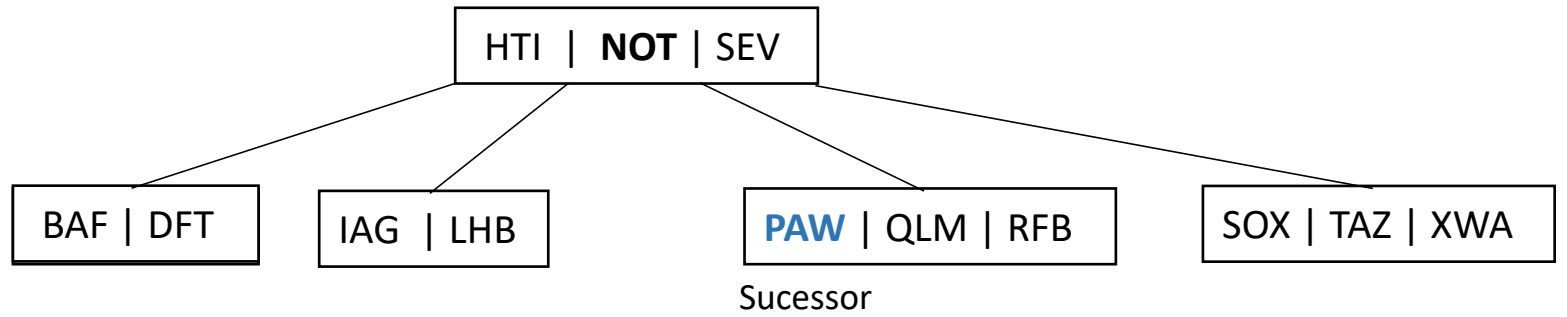 HTI | NOT | SEV
BAF | DFT
IAG | LHB
PAW | QLM | RFB
SOX | TAZ | XWA
Sucessor